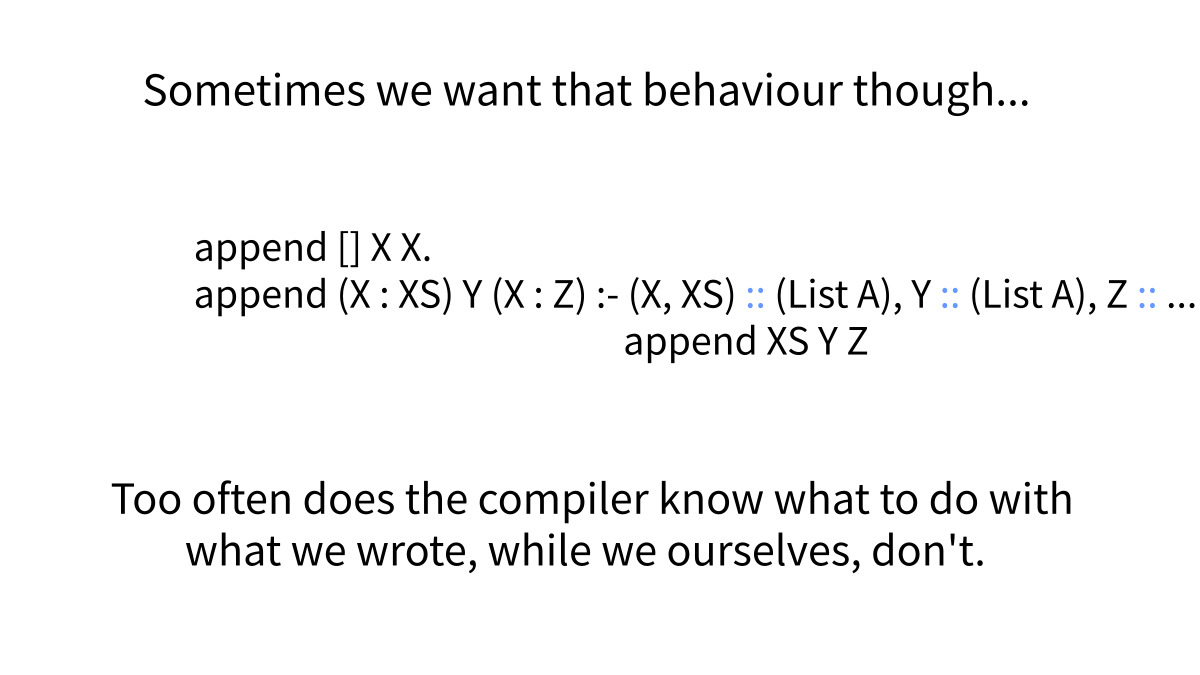 Sometimes we want that behaviour though...
append [] X X.
append (X : XS) Y (X : Z) :- (X, XS) :: (List A), Y :: (List A), Z :: ...
append XS Y Z
Too often does the compiler know what to do with
what we wrote, while we ourselves, don't.